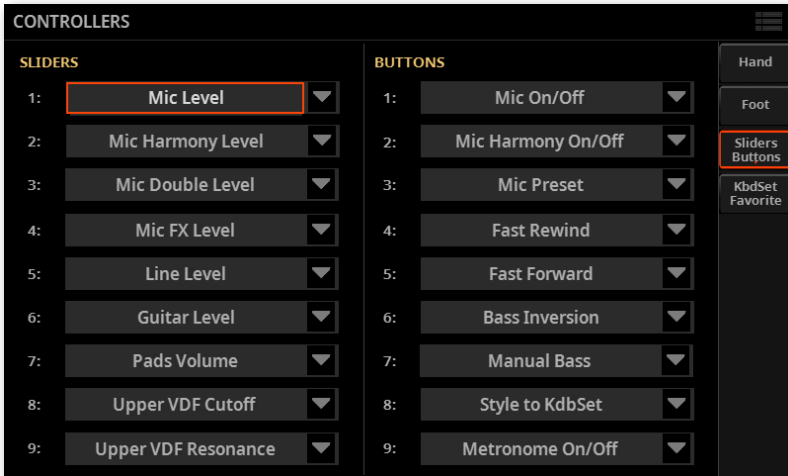 CONTROLLERS
SLIDERS
1: Mic Level
2: Mic Harmony Level
3: Mic Double Level
4: Mic FX Level
5: Line Level
6: Guitar Level
7: Pads Volume
8: Upper VDF Cutoff
9: Upper VDF Resonance
BUTTONS
1: Mic On/Off
2: Mic Harmony On/Off
3: Mic Preset
4: Fast Rewind
5: Fast Forward
6: Bass Inversion
7: Manual Bass
8: Style to KdbSet
9: Metronome On/Off
Hand
Foot
Sliders
Buttons
KbdSet
Favorite